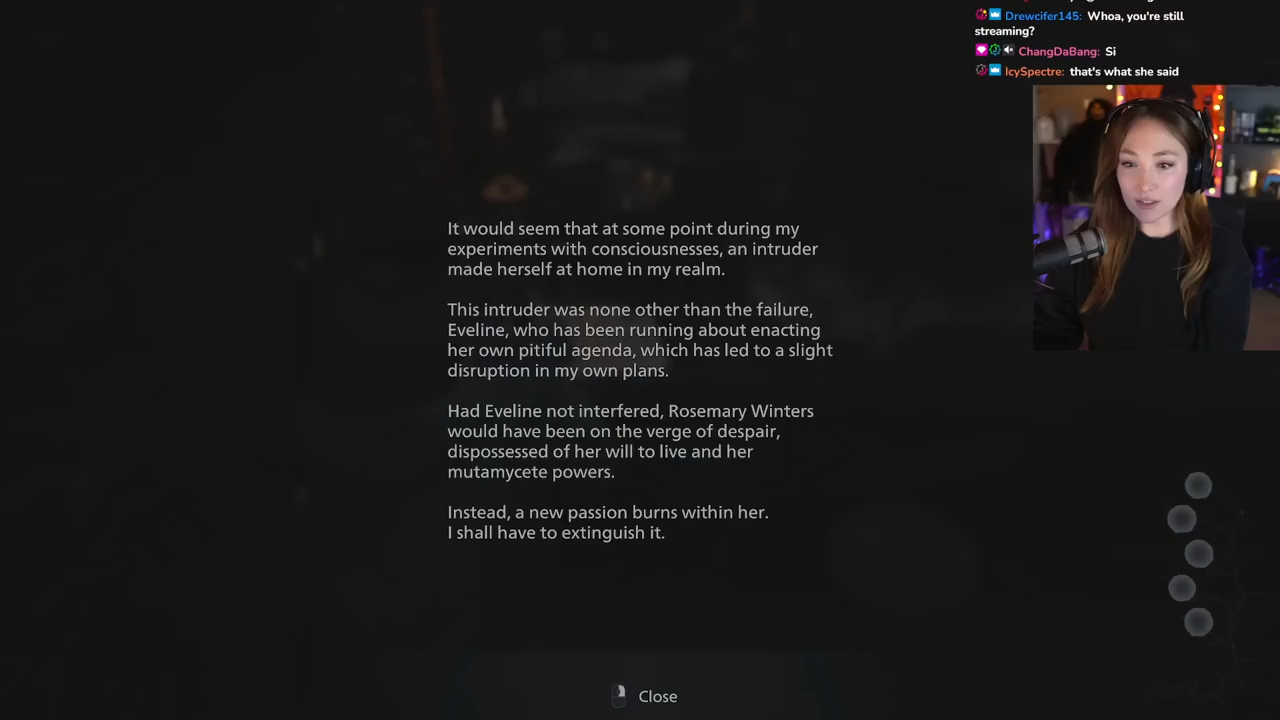 Drewcifer145: Whoa, you're still
streaming?
ChangDaBang: Si
IcySpectre: that's what she said
It would seem that at some point during my
experiments with consciousnesses, an intruder
made herself at home in my realm.
This intruder was none other than the failure,
Eveline, who has been running about enacting
her own pitiful agenda, which has led to a slight
disruption in my own plans.
Had Eveline not interfered, Rosemary Winters
would have been on the verge of despair,
dispossessed of her will to live and her
mutamycete powers.
Instead, a new passion burns within her.
I shall have to extinguish it.
Close